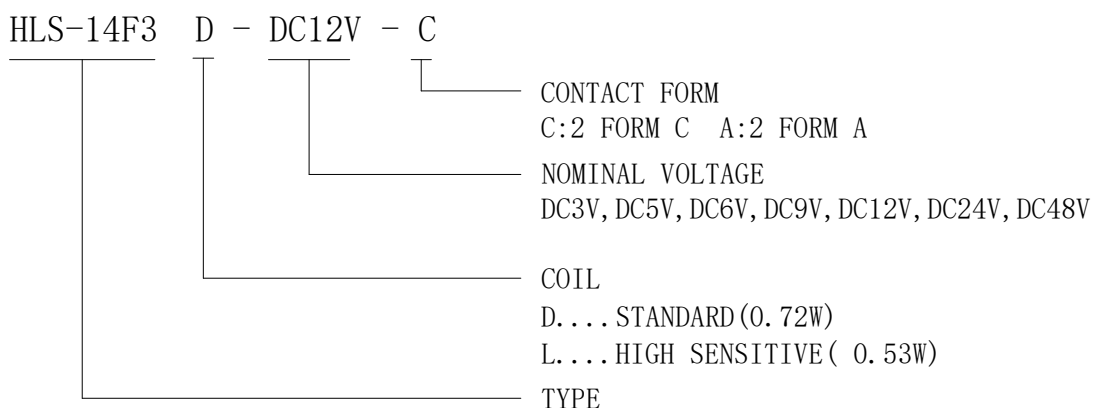 HLS-14F3 D - DC12V - C
CONTACT FORM
C:2 FORM C A:2 FORM A
NOMINAL VOLTAGE
DC3V,DC5V,DC6V,DC9V,DC12V,DC24V,DC48V
COIL
D....STANDARD(0.72W)
L....HIGH SENSITIVE( 0.53W)
TYPE